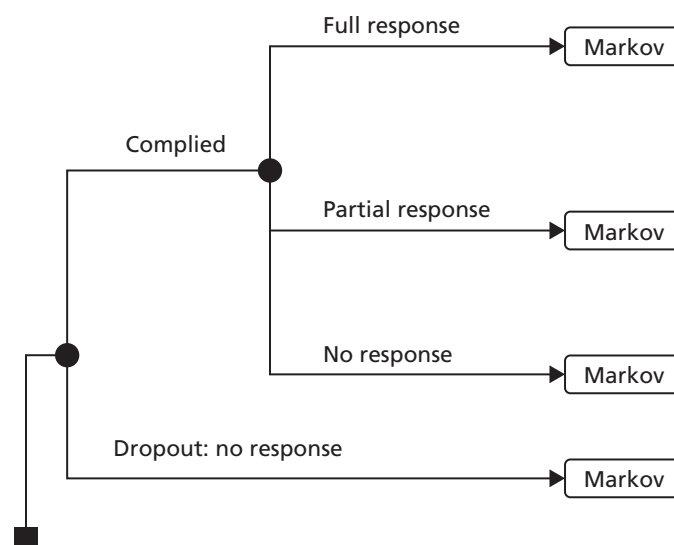 Full response
Markov
Complied
Partial response
Markov
No response
Markov
Dropout: no response
Markov